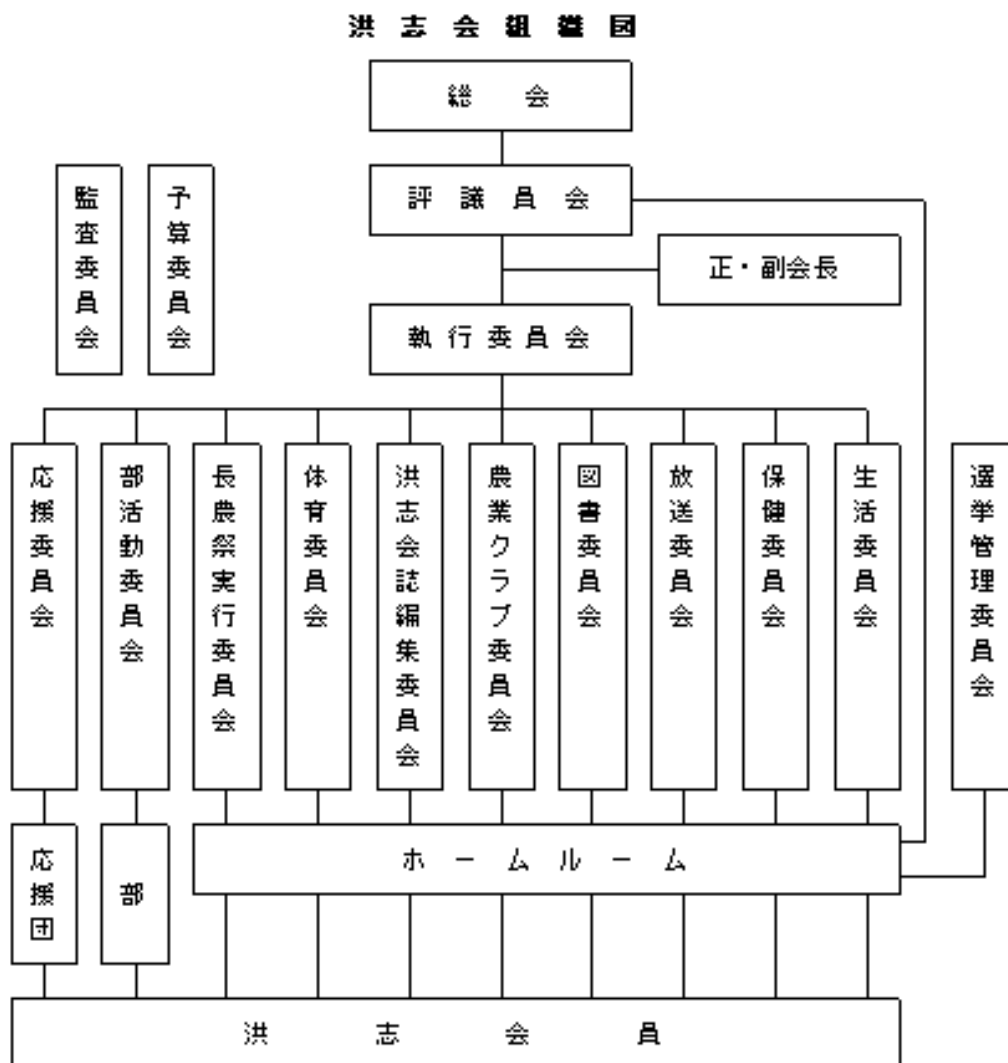 洪志会組織図
総会
評議員会
正・副会長
監査委員会
予算委員会
執行委員会
応援委員会
部活動委員会
長農祭実行委員会
体育委員会
洪志会誌編集委員会
農業クラブ委員会
図書委員会
放送委員会
保健委員会
生活委員会
選挙管理委員会
応援団
部
ホームルーム
洪志会員